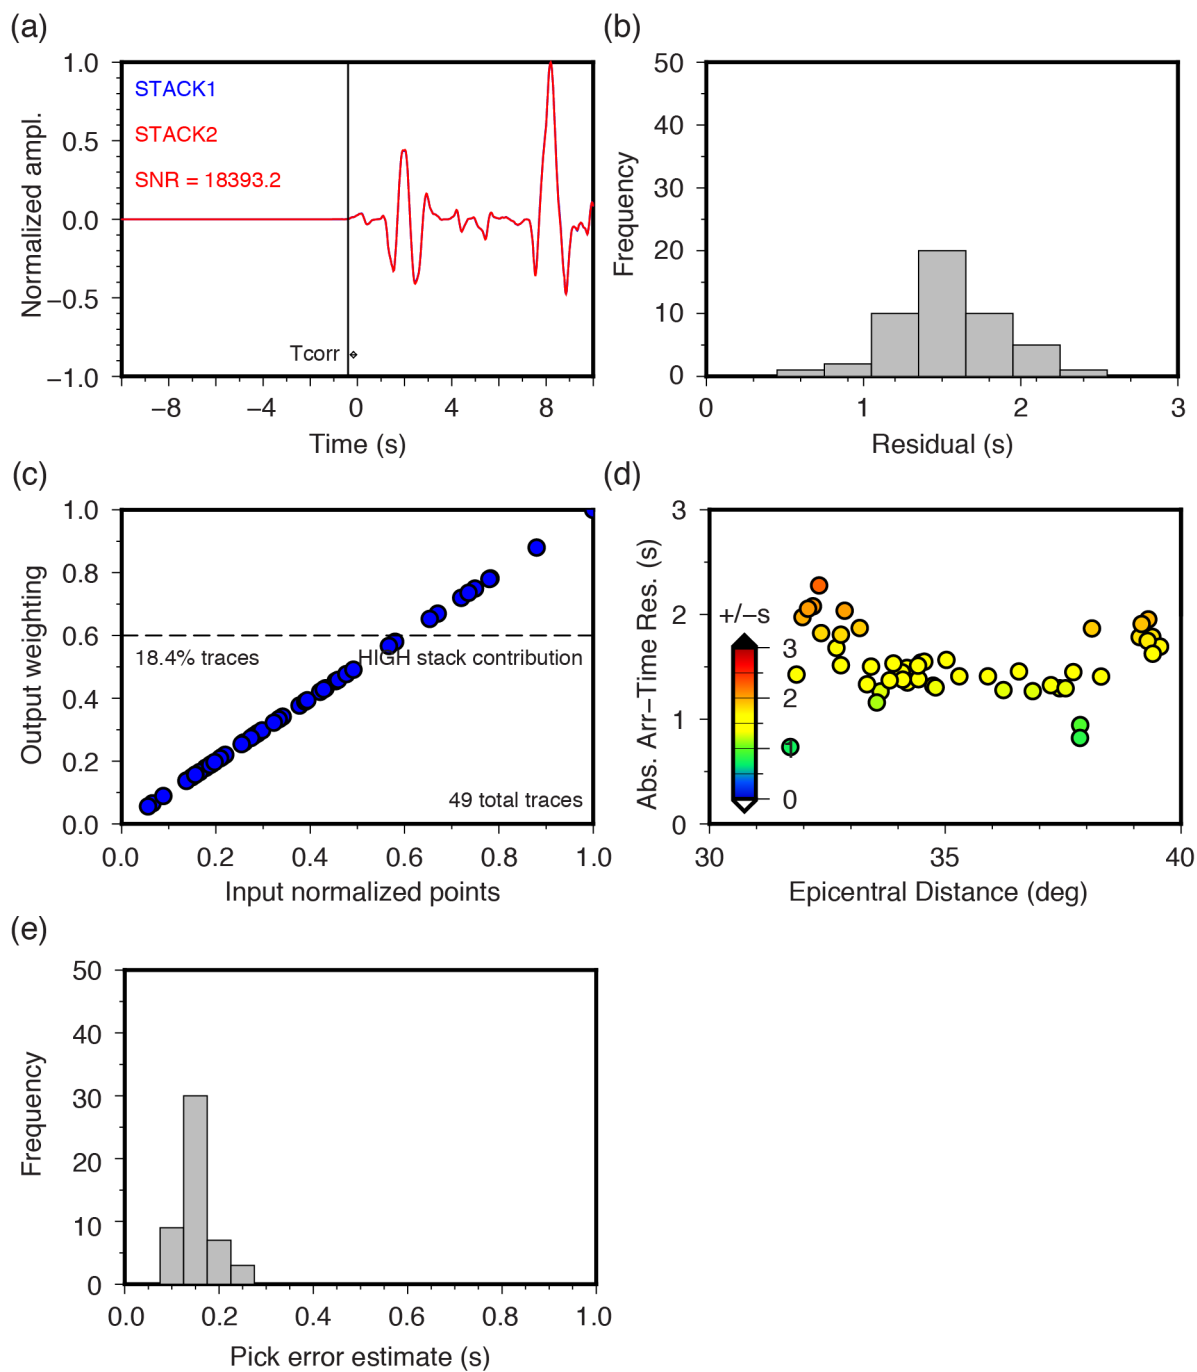 (a)
1.0
0.5
0.0
−0.5
−1.0
Normalized ampl.
STACK1
STACK2
SNR = 18393.2
Tcorr
−8 −4 0 4 8
Time (s)
(b)
50
40
30
20
10
0
Frequency
0 1 2 3
Residual (s)
(c)
1.0
0.8
0.6
0.4
0.2
0.0
Output weighting
18.4% traces
HIGH stack contribution
49 total traces
0.0 0.2 0.4 0.6 0.8 1.0
Input normalized points
(d)
3
2
1
0
Abs. Arr−Time Res. (s)
+/−s
3
2
1
0
30 35 40
Epicentral Distance (deg)
(e)
50
40
30
20
10
0
Frequency
0.0 0.2 0.4 0.6 0.8 1.0
Pick error estimate (s)